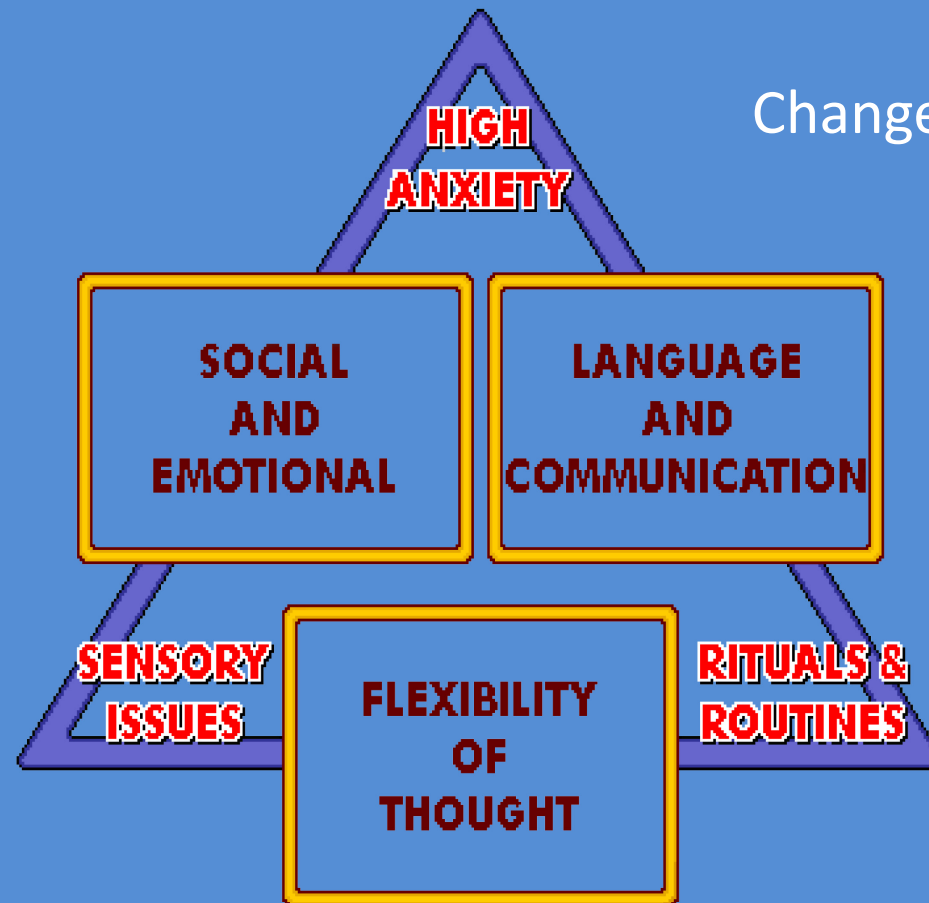 Change
HIGH
ANXIETY
SOCIAL
AND
EMOTIONAL
LANGUAGE
AND
COMMUNICATION
SENSORY
ISSUES
FLEXIBILITY
OF
THOUGHT
RITUALS &
ROUTINES